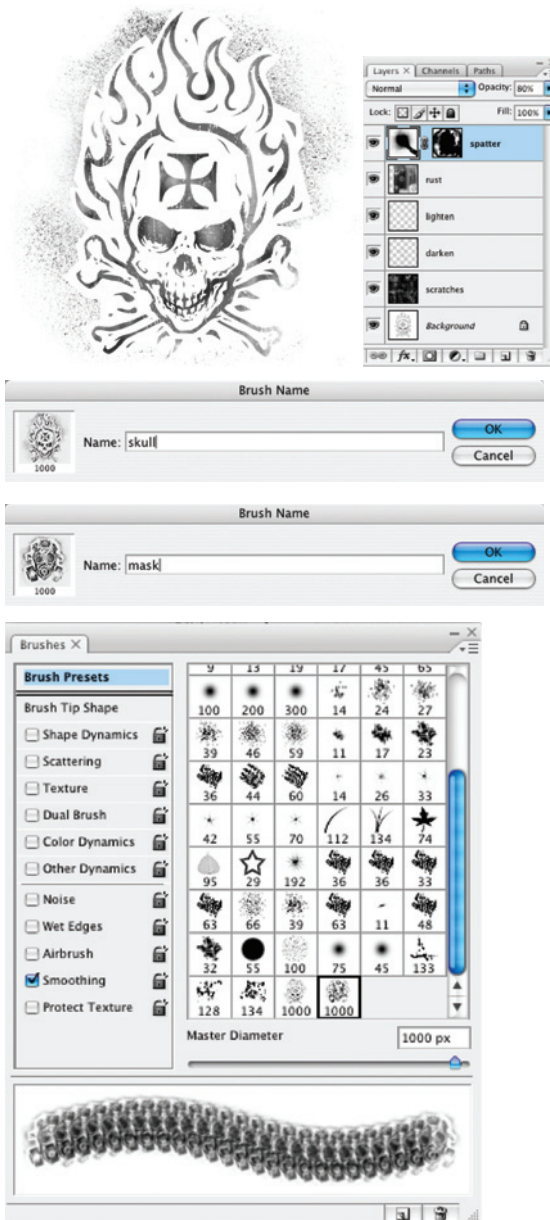 Layers X Channels Paths
Normal Opacity: 80%
Lock: Fill: 100%
spatter
rust
lighten
darken
scratches
Background
fx.
Brush Name
Name: skull
OK
Cancel
1000
Brush Name
Name: mask
OK
Cancel
1000
Brushes X
Brush Presets
Brush Tip Shape
Shape Dynamics
Scattering
Texture
Dual Brush
Color Dynamics
Other Dynamics
Noise
Wet Edges
Airbrush
Smoothing
Protect Texture
9 13 19 17 45 65
100 200 300 14 24 27
39 46 59 11 17 23
36 44 60 14 26 33
42 55 70 112 134 74
95 29 192 36 36 33
63 66 39 63 11 48
32 55 100 75 45 133
128 134 1000 1000
Master Diameter 1000 px